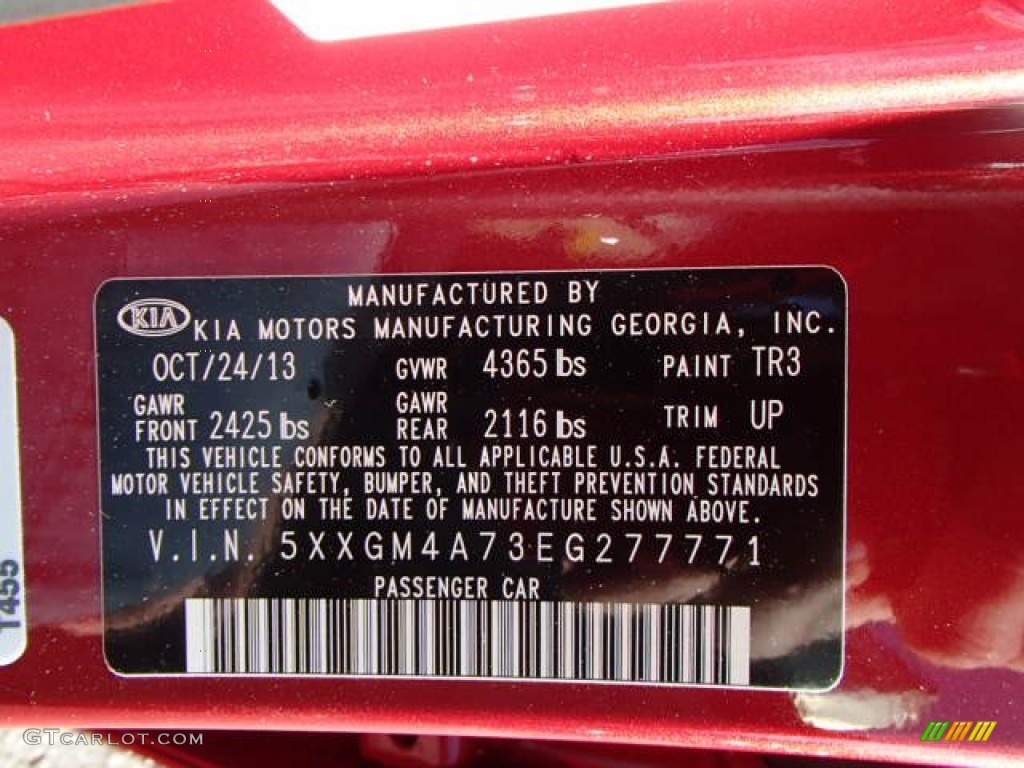 MANUFACTURED BY
KIA KIA MOTORS MANUFACTURING GEORGIA, INC.
OCT/24/13 GVWR 4365 lbs PAINT TR3
GAWR FRONT 2425 lbs GAWR REAR 2116 lbs TRIM UP
THIS VEHICLE CONFORMS TO ALL APPLICABLE U.S.A. FEDERAL
MOTOR VEHICLE SAFETY, BUMPER, AND THEFT PREVENTION STANDARDS
IN EFFECT ON THE DATE OF MANUFACTURE SHOWN ABOVE.
V.I.N. 5XXGM4A73EG277771
PASSENGER CAR
1455
GTCARLOT.COM